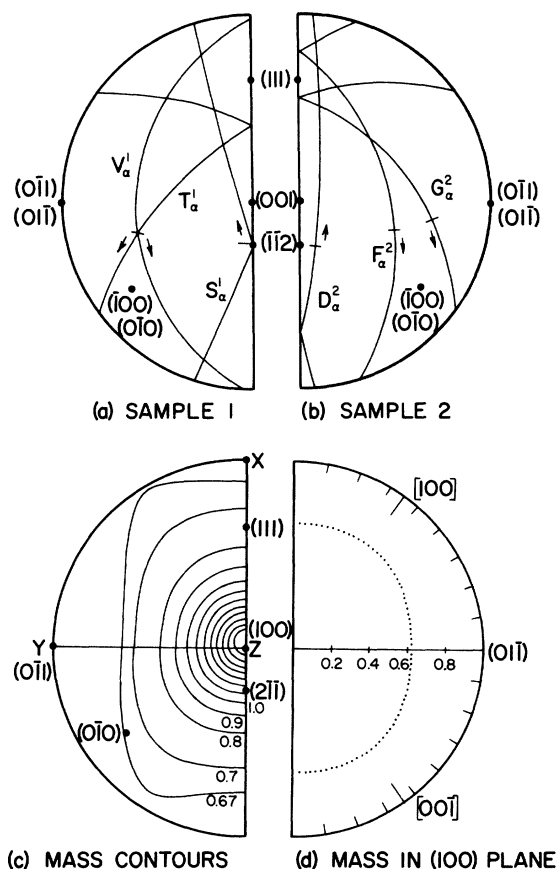 (111)
V¹α
T¹α
G²α
(01̄1)
(011̄)
(001)
(01̄1)
(011̄)
(1̄1̄2)
F²α
S¹α
D²α
(1̄00)
(01̄0)
(1̄00)
(01̄0)
(a) SAMPLE 1
(b) SAMPLE 2
X
[100]
(111)
(100)
Y
Z
0.2 0.4 0.6 0.8
(011̄)
(01̄1)
(21̄1̄)
1.0
0.9
(01̄0)
0.8
0.7
0.67
[001̄]
(c) MASS CONTOURS
(d) MASS IN (100) PLANE